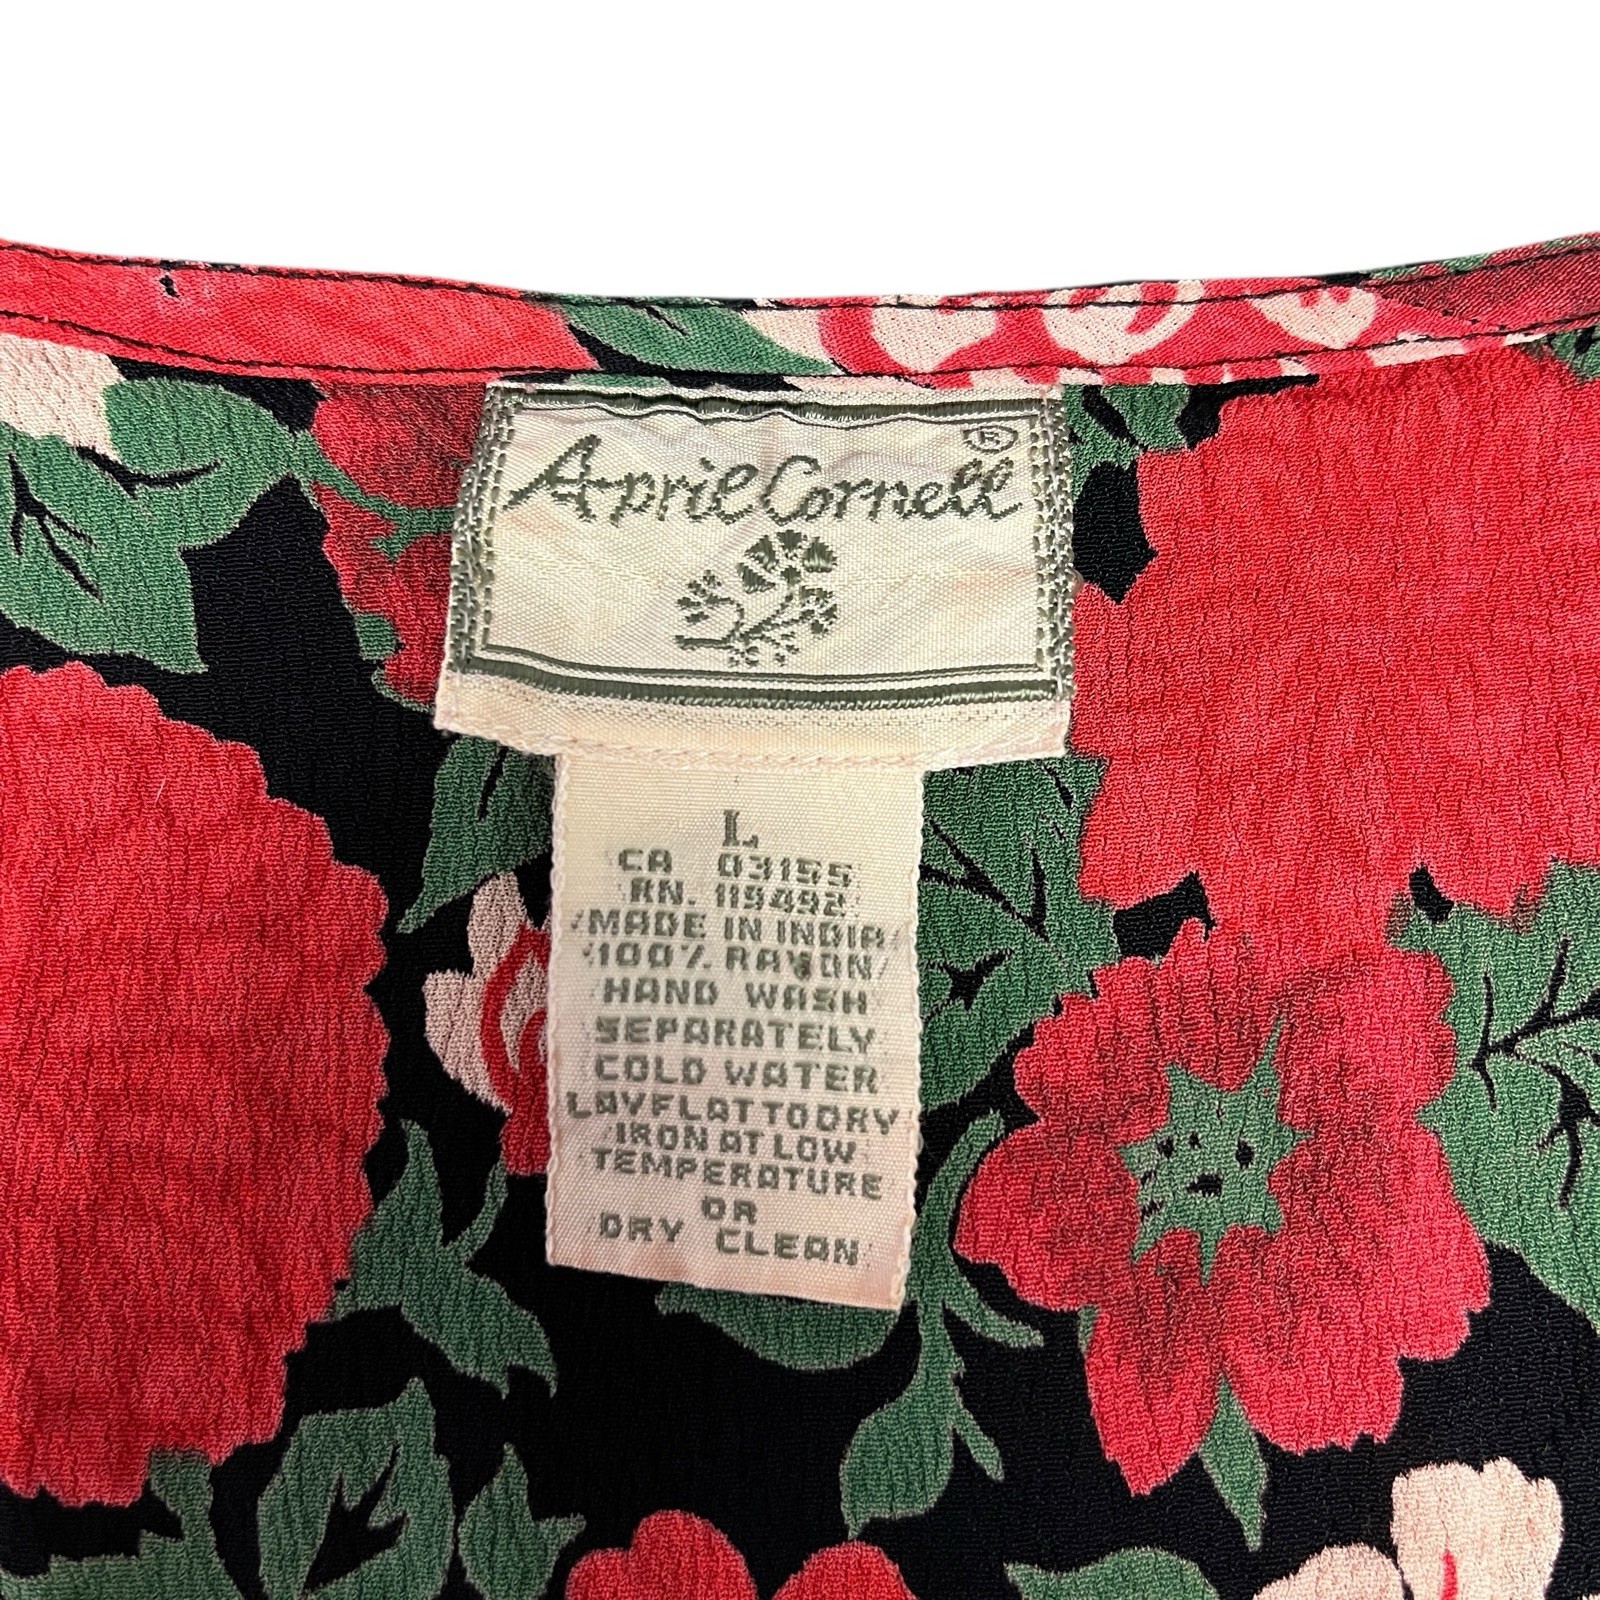 April Cornell ®
L
CA 03155
RN. 119492
MADE IN INDIA
100% RAYON
HAND WASH
SEPARATELY
COLD WATER
LAY FLAT TO DRY
IRON AT LOW
TEMPERATURE
OR
DRY CLEAN